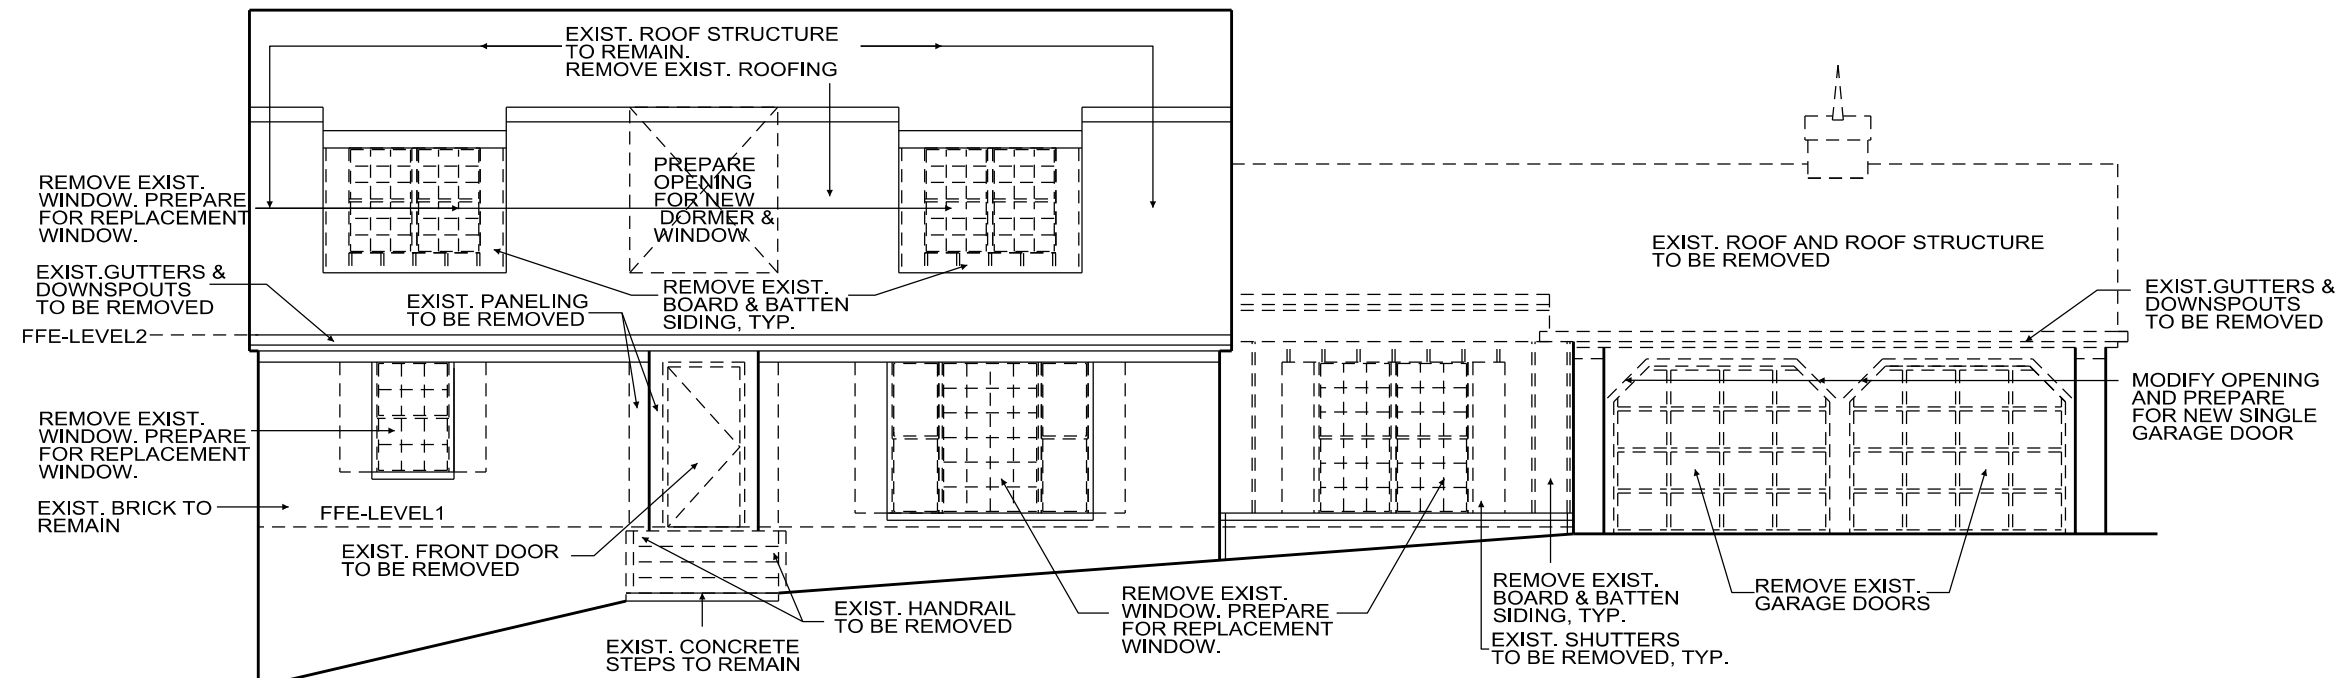 EXIST. ROOF STRUCTURE
TO REMAIN.
REMOVE EXIST. ROOFING
REMOVE EXIST.
WINDOW. PREPARE
FOR REPLACEMENT
WINDOW.
PREPARE
OPENING
FOR NEW
DORMER &
WINDOW
EXIST. ROOF AND ROOF STRUCTURE
TO BE REMOVED
EXIST.GUTTERS &
DOWNSPOUTS
TO BE REMOVED
EXIST. PANELING
TO BE REMOVED
REMOVE EXIST.
BOARD & BATTEN
SIDING, TYP.
EXIST.GUTTERS &
DOWNSPOUTS
TO BE REMOVED
FFE-LEVEL2
MODIFY OPENING
AND PREPARE
FOR NEW SINGLE
GARAGE DOOR
REMOVE EXIST.
WINDOW. PREPARE
FOR REPLACEMENT
WINDOW.
EXIST. BRICK TO
REMAIN
FFE-LEVEL1
EXIST. FRONT DOOR
TO BE REMOVED
EXIST. HANDRAIL
TO BE REMOVED
EXIST. CONCRETE
STEPS TO REMAIN
REMOVE EXIST.
WINDOW. PREPARE
FOR REPLACEMENT
WINDOW.
REMOVE EXIST.
BOARD & BATTEN
SIDING, TYP.
EXIST. SHUTTERS
TO BE REMOVED, TYP.
REMOVE EXIST.
GARAGE DOORS